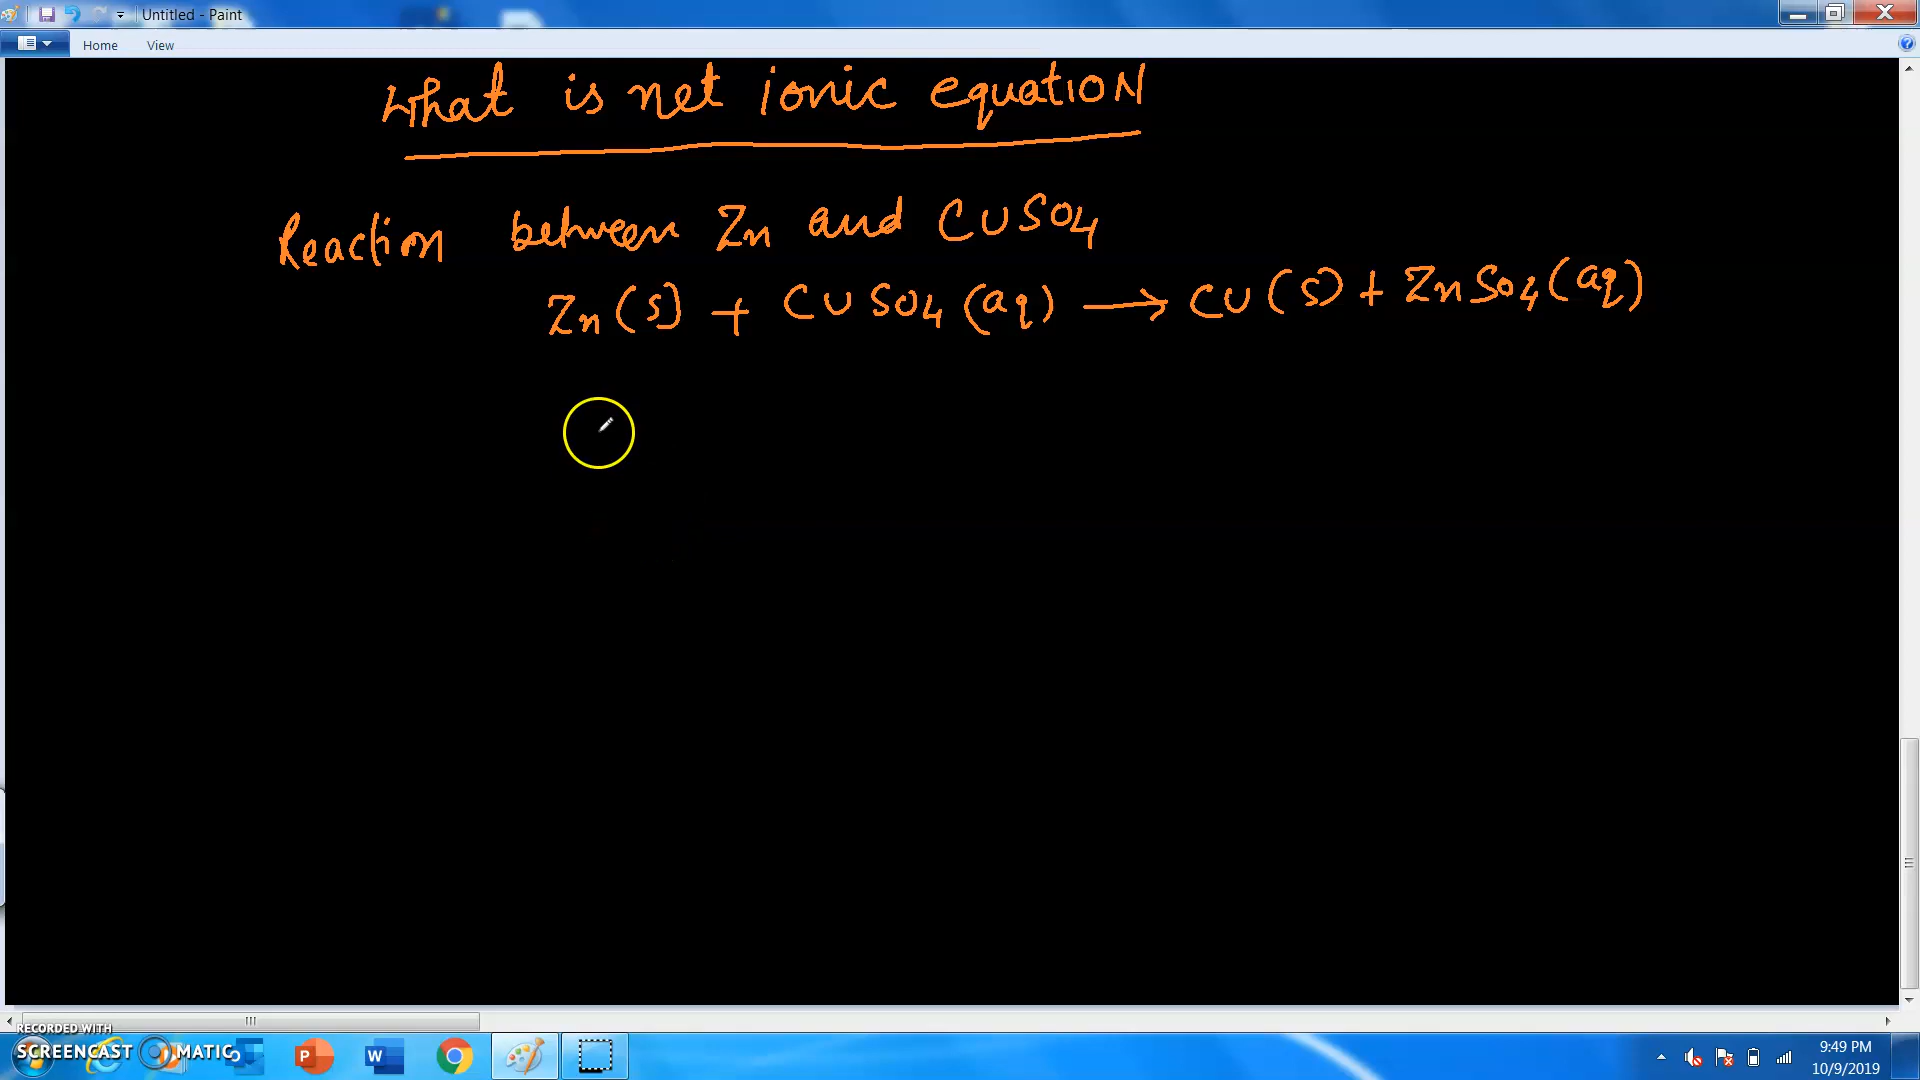 Untitled - Paint
Home View
What is net ionic equation
Reaction between Zn and CuSO4
Zn(s) + CuSO4(aq) → Cu(s) + ZnSO4(aq)
RECORDED WITH
SCREENCAST MATIC
9:49 PM
10/9/2019